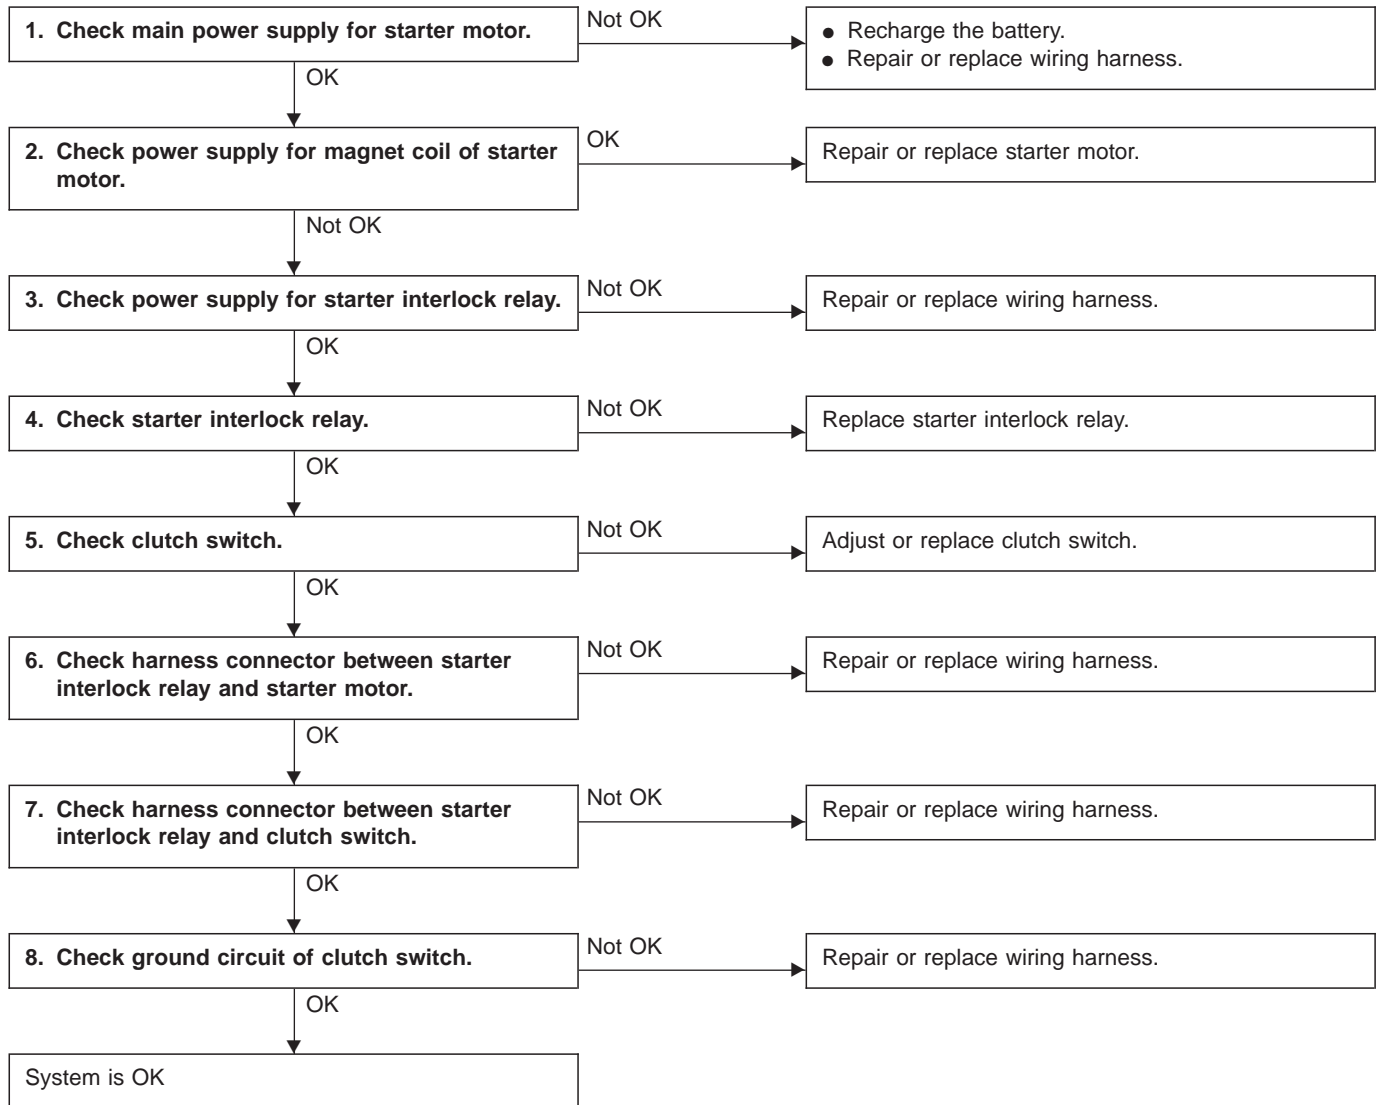 1. Check main power supply for starter motor.
Not OK
● Recharge the battery.
● Repair or replace wiring harness.
OK
2. Check power supply for magnet coil of starter
motor.
OK
Repair or replace starter motor.
Not OK
3. Check power supply for starter interlock relay.
Not OK
Repair or replace wiring harness.
OK
4. Check starter interlock relay.
Not OK
Replace starter interlock relay.
OK
5. Check clutch switch.
Not OK
Adjust or replace clutch switch.
OK
6. Check harness connector between starter
interlock relay and starter motor.
Not OK
Repair or replace wiring harness.
OK
7. Check harness connector between starter
interlock relay and clutch switch.
Not OK
Repair or replace wiring harness.
OK
8. Check ground circuit of clutch switch.
Not OK
Repair or replace wiring harness.
OK
System is OK